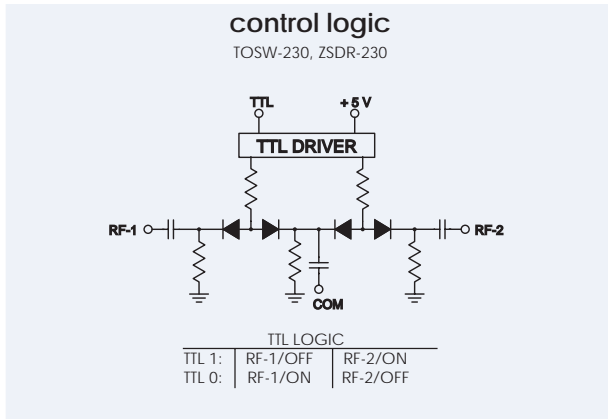 control logic
TOSW-230, ZSDR-230
TTL +5 V
TTL DRIVER
RF-1 RF-2
COM
TTL LOGIC
TTL 1: RF-1/OFF RF-2/ON
TTL 0: RF-1/ON RF-2/OFF